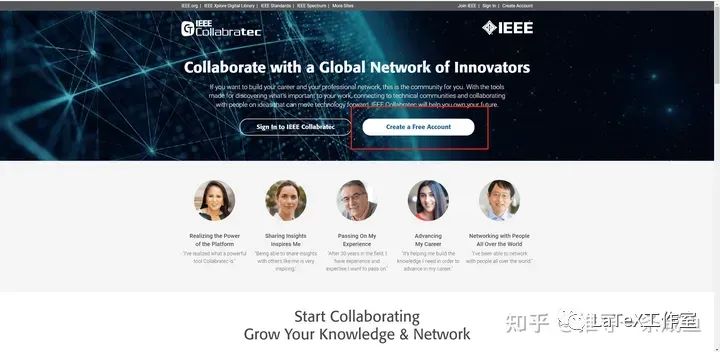 IEEE.org | IEEE Xplore Digital Library | IEEE Standards | IEEE Spectrum | More Sites
Join IEEE | Sign In | Create Account
IEEE
Collabratec
IEEE
Collaborate with a Global Network of Innovators
If you want to build your career and your professional network, this is the community for you. With the tools
made for discovering what's important to your work, connecting to technical communities and collaborating
with people on ideas that can move technology forward, IEEE Collabratec will help you own your future.
Sign In to IEEE Collabratec
Create a Free Account
Realizing the Power
of the Platform
"I've realized what a powerful
tool Collabratec is."
Sharing Insights
Inspires Me
"Being able to share insights
with others like me is very
inspiring."
Passing On My
Experience
"After 20 years in the field, I
have experience and
expertise I want to pass on."
Advancing
My Career
"It's helping me build the
knowledge I need in order to
advance in my career."
Networking with People
All Over the World
"I've been able to network
with people all over the world."
Start Collaborating
Grow Your Knowledge & Network
知乎
LaTeX工作室